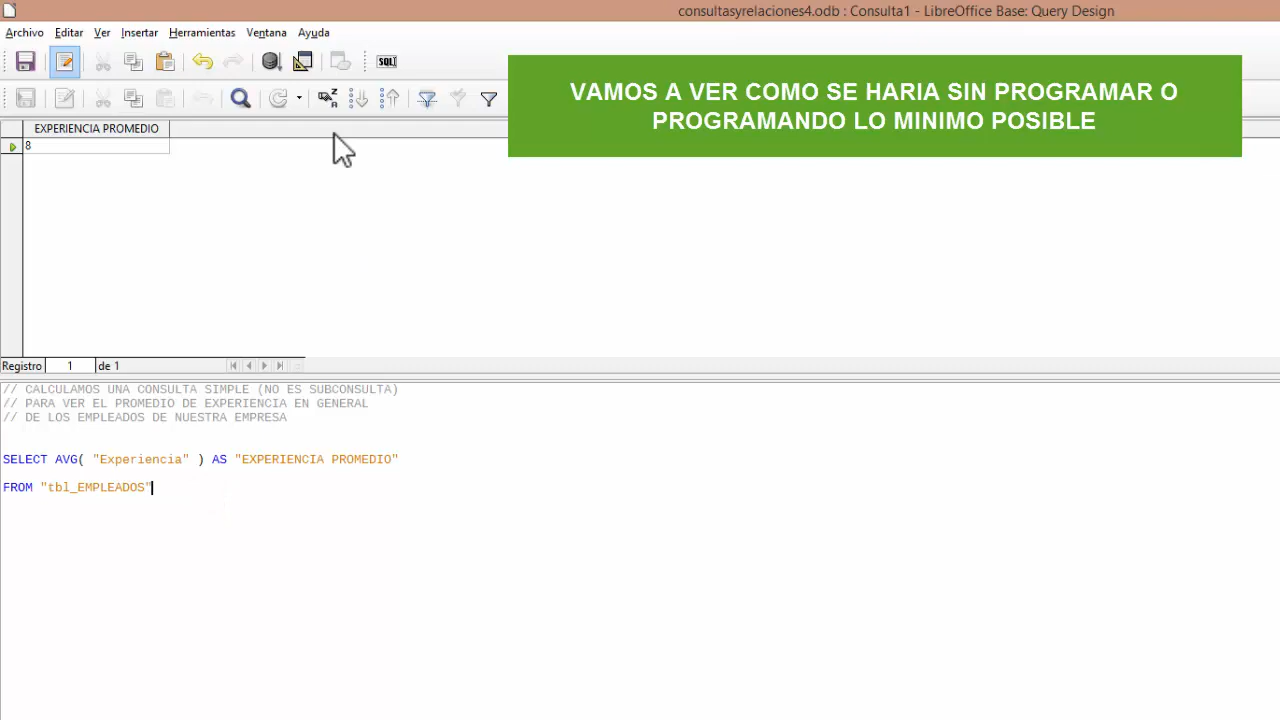 consultasyrelaciones4.odb : Consulta1 - LibreOffice Base: Query Design
Archivo Editar Ver Insertar Herramientas Ventana Ayuda
SQL
VAMOS A VER COMO SE HARIA SIN PROGRAMAR O
PROGRAMANDO LO MINIMO POSIBLE
EXPERIENCIA PROMEDIO
8
Registro 1 de 1
// CALCULAMOS UNA CONSULTA SIMPLE (NO ES SUBCONSULTA)
// PARA VER EL PROMEDIO DE EXPERIENCIA EN GENERAL
// DE LOS EMPLEADOS DE NUESTRA EMPRESA
SELECT AVG( "Experiencia" ) AS "EXPERIENCIA PROMEDIO"
FROM "tbl_EMPLEADOS"